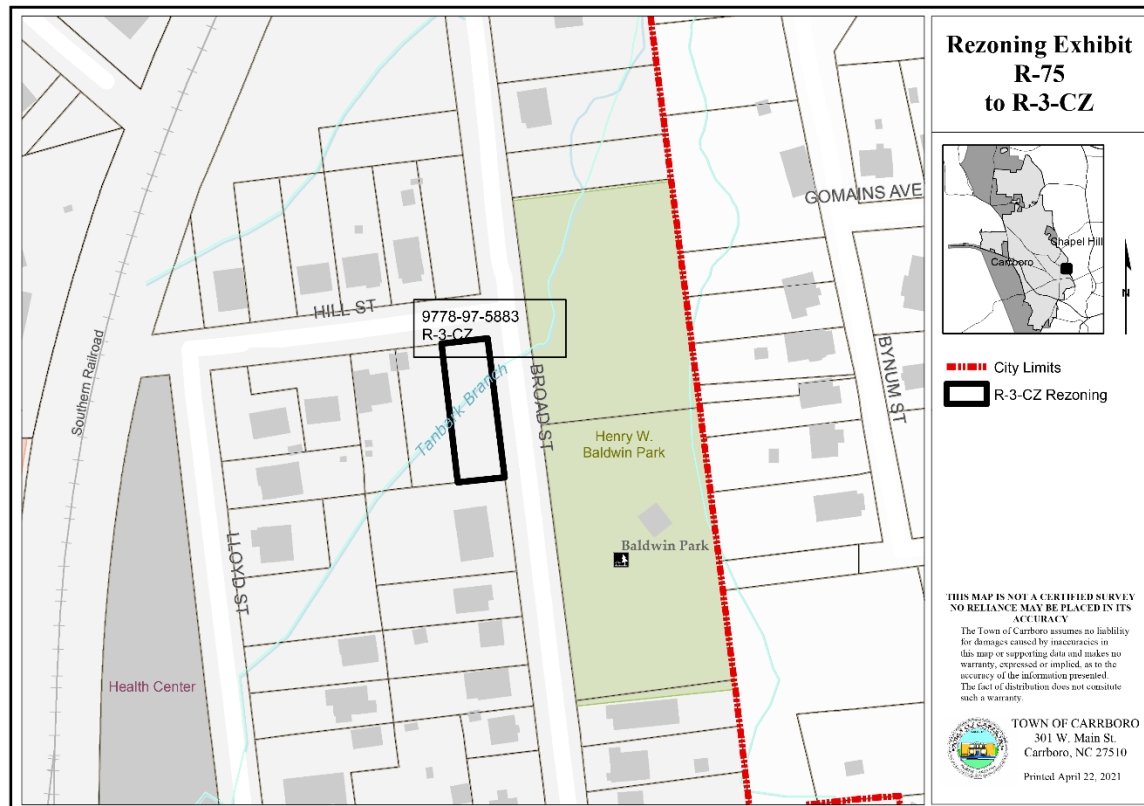 Rezoning Exhibit
R-75
to R-3-CZ
Chapel Hill
Carrboro
N
City Limits
R-3-CZ Rezoning
THIS MAP IS NOT A CERTIFIED SURVEY
NO RELIANCE MAY BE PLACED IN ITS
ACCURACY
The Town of Carrboro assumes no liablility
for damages caused by inaccuracies in
this map or supporting data and makes no
warranty, expressed or implied, as to the
accuracy of the information presented.
The fact of distribution does not consitute
such a warranty.
TOWN OF CARRBORO
301 W. Main St.
Carrboro, NC 27510
Printed April 22, 2021
GOMAINS AVE
HILL ST
9778-97-5883
R-3-CZ
Southern Railroad
Tanbark Branch
BROAD ST
BYNUM ST
Henry W.
Baldwin Park
Baldwin Park
LLOYD ST
Health Center